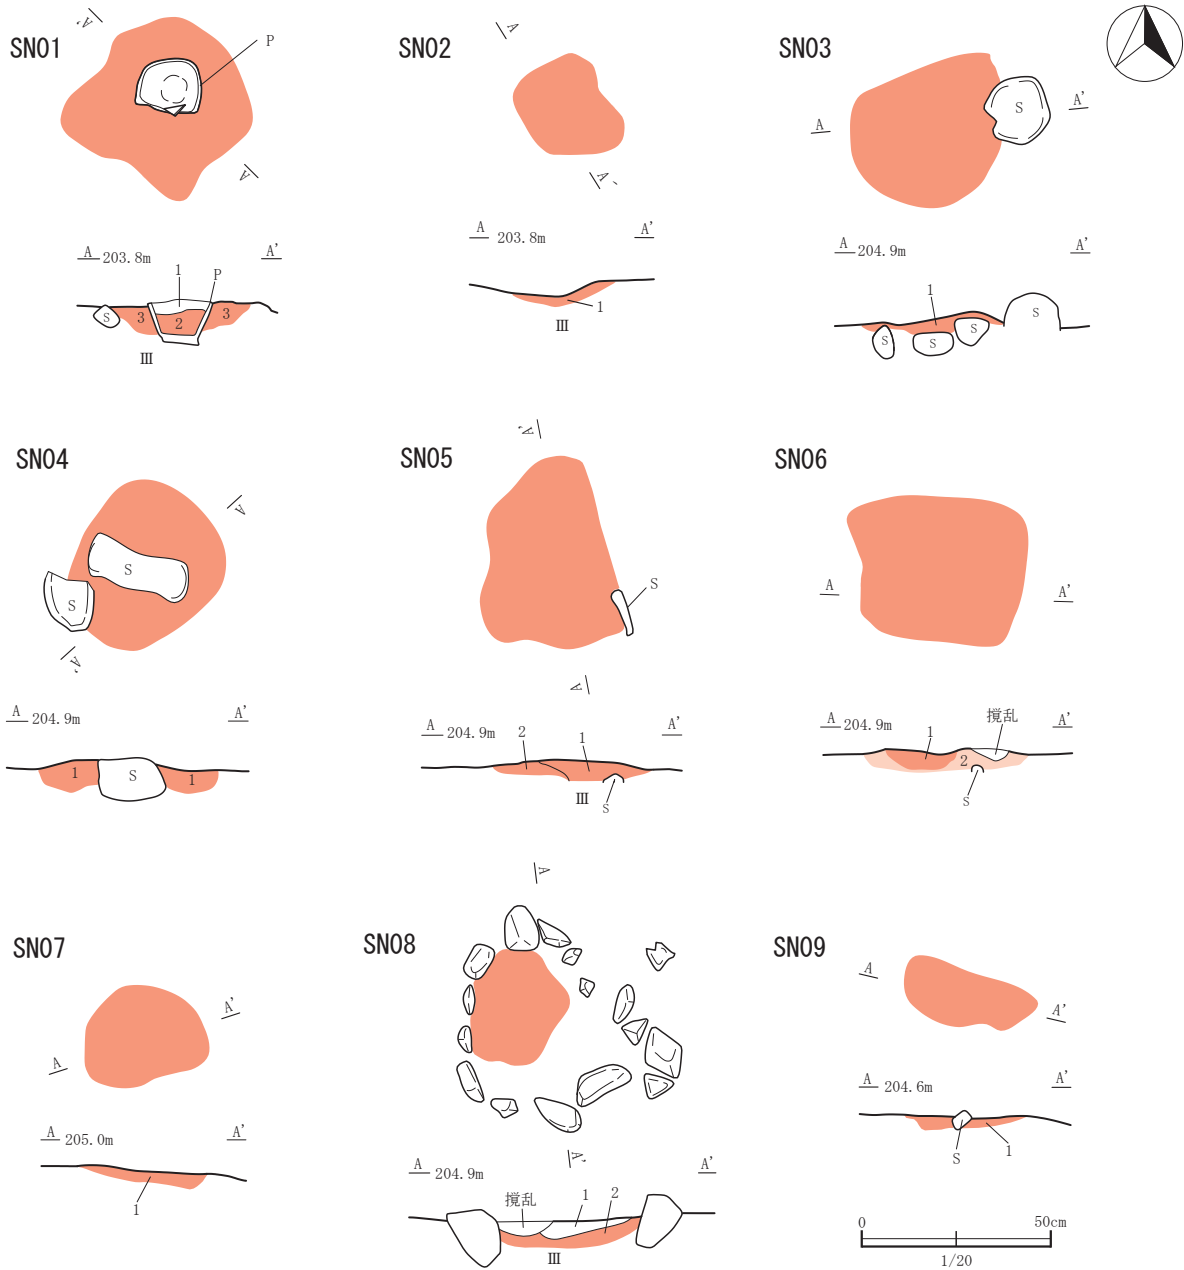 SN01
A'
P
A
A 203.8m A'
1
P
S
3
2
3
Ⅲ
SN02
A
A'
A 203.8m A'
1
Ⅲ
SN03
A
S
A'
A 204.9m A'
1
S
S
S
S
SN04
A
S
S
A'
A 204.9m A'
1
S
1
SN05
A'
S
A
A 204.9m A'
2
1
Ⅲ
S
SN06
A
A'
A 204.9m A'
1
撹乱
2
S
SN07
A'
A
A 205.0m A'
1
SN08
A
A'
A 204.9m A'
撹乱
1
2
Ⅲ
SN09
A
A'
A 204.6m A'
S
1
0 50cm
1/20